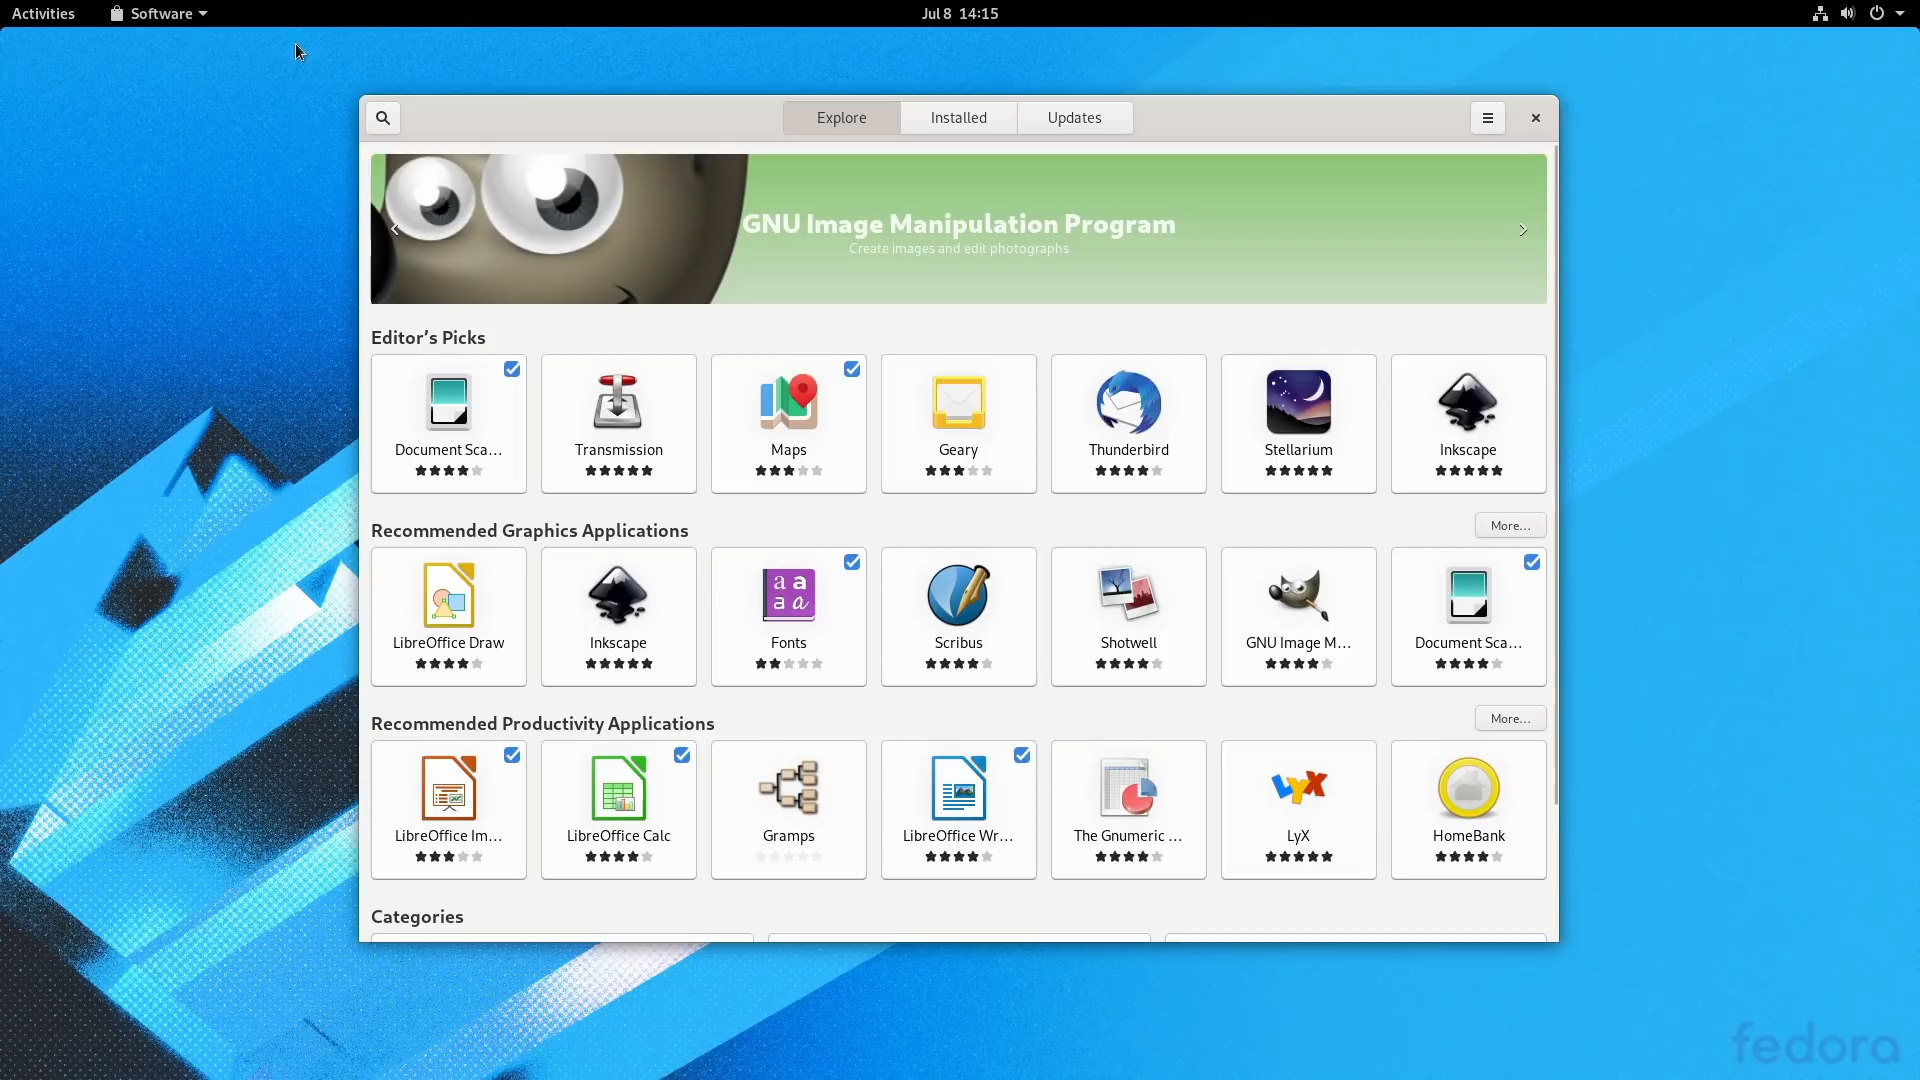 Activities
Software
Jul 8 14:15
Explore
Installed
Updates
GNU Image Manipulation Program
Create images and edit photographs
Editor’s Picks
Document Sca…
Transmission
Maps
Geary
Thunderbird
Stellarium
Inkscape
Recommended Graphics Applications
More…
LibreOffice Draw
Inkscape
Fonts
Scribus
Shotwell
GNU Image M…
Document Sca…
Recommended Productivity Applications
More…
LibreOffice Im…
LibreOffice Calc
Gramps
LibreOffice Wr…
The Gnumeric …
LyX
HomeBank
Categories
fedora